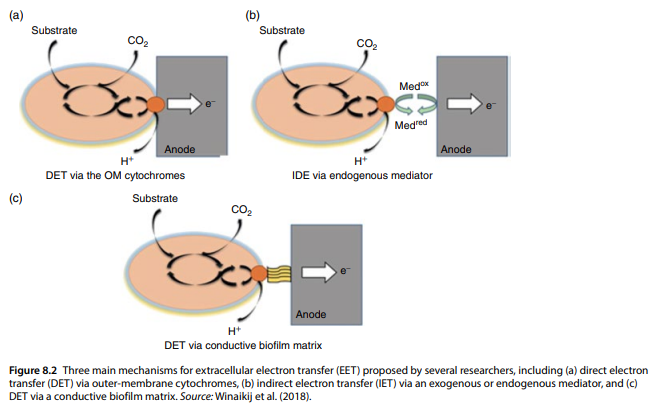 (a)
Substrate
CO2
e–
Anode
H+
DET via the OM cytochromes
(b)
Substrate
CO2
Medox
Medred
e–
Anode
H+
IDE via endogenous mediator
(c)
Substrate
CO2
e–
Anode
H+
DET via conductive biofilm matrix
Figure 8.2 Three main mechanisms for extracellular electron transfer (EET) proposed by several researchers, including (a) direct electron
transfer (DET) via outer-membrane cytochromes, (b) indirect electron transfer (IET) via an exogenous or endogenous mediator, and (c)
DET via a conductive biofilm matrix. Source: Winaikij et al. (2018).